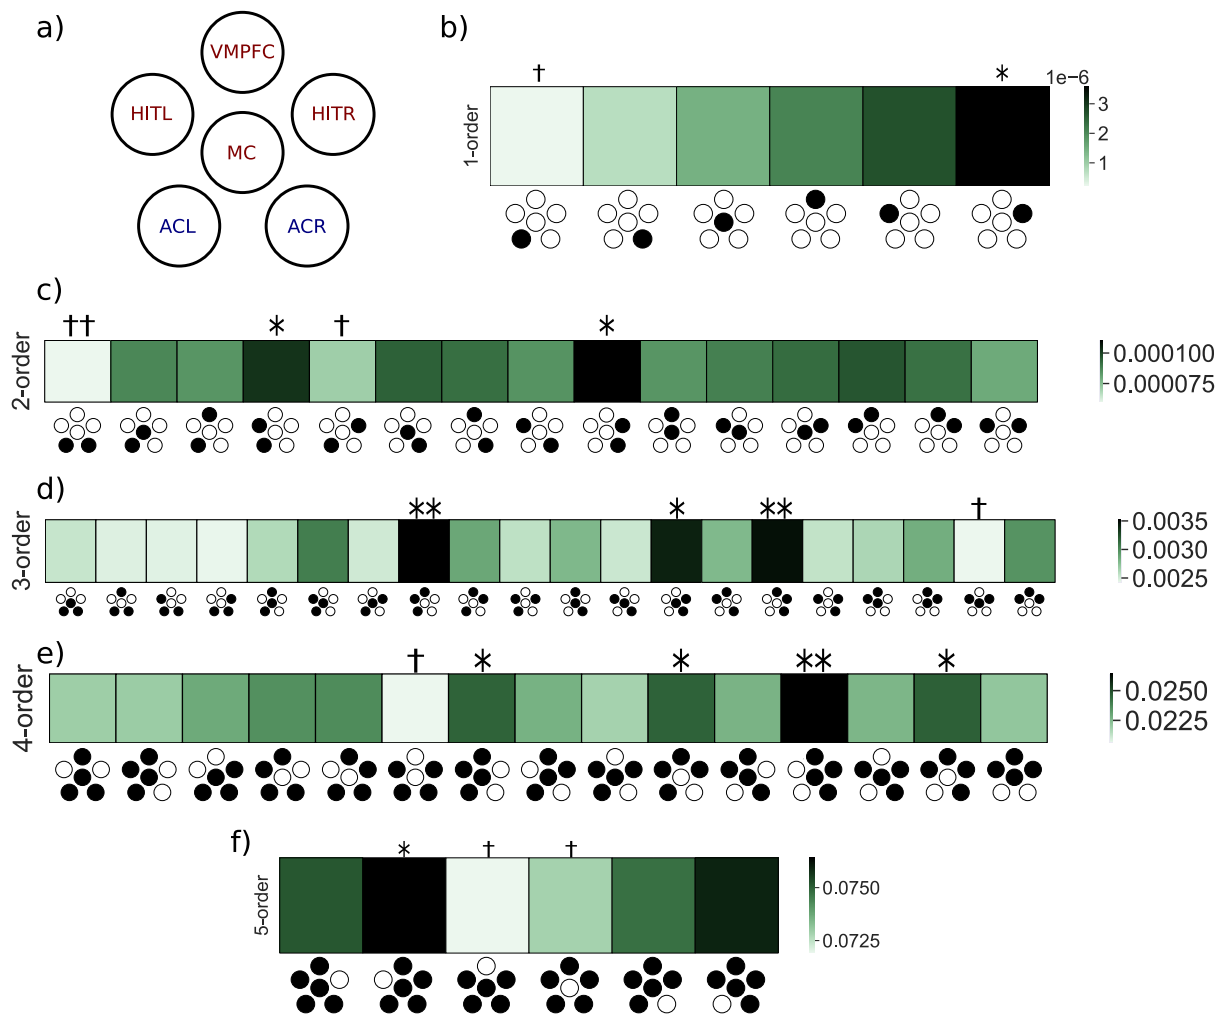 a)
VMPFC
HITL
HITR
MC
ACL
ACR
b)
†
*
1e−6
1-order
3
2
1
c)
††
*
†
*
2-order
0.000100
0.000075
d)
**
*
**
†
3-order
0.0035
0.0030
0.0025
e)
†
*
*
**
*
4-order
0.0250
0.0225
f)
*
†
†
5-order
0.0750
0.0725